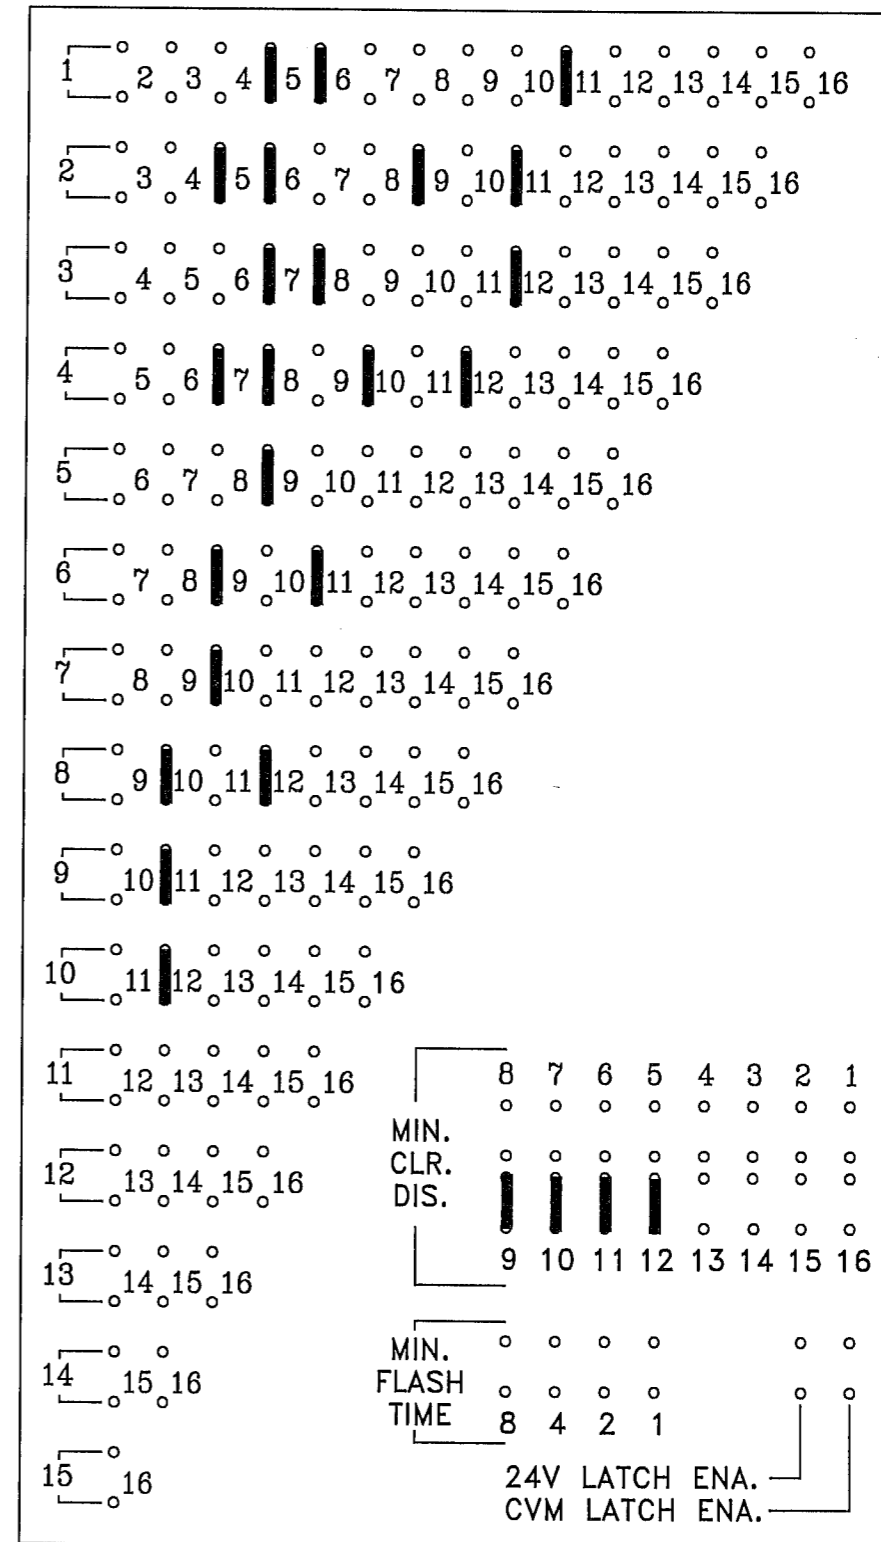 1 2 3 4 5 6 7 8 9 10 11 12 13 14 15 16
2 3 4 5 6 7 8 9 10 11 12 13 14 15 16
3 4 5 6 7 8 9 10 11 12 13 14 15 16
4 5 6 7 8 9 10 11 12 13 14 15 16
5 6 7 8 9 10 11 12 13 14 15 16
6 7 8 9 10 11 12 13 14 15 16
7 8 9 10 11 12 13 14 15 16
8 9 10 11 12 13 14 15 16
9 10 11 12 13 14 15 16
10 11 12 13 14 15 16
11 12 13 14 15 16
12 13 14 15 16
13 14 15 16
14 15 16
15 16
8 7 6 5 4 3 2 1
MIN.
CLR.
DIS.
9 10 11 12 13 14 15 16
MIN.
FLASH
TIME
8 4 2 1
24V LATCH ENA.
CVM LATCH ENA.